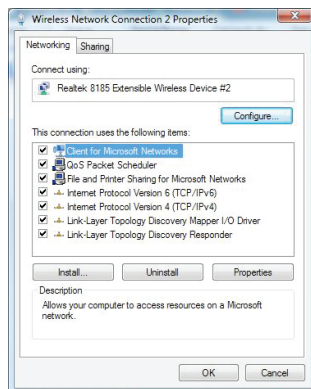 Wireless Network Connection 2 Properties
Networking Sharing
Connect using:
Realtek 8185 Extensible Wireless Device #2
Configure...
This connection uses the following items:
Client for Microsoft Networks
QoS Packet Scheduler
File and Printer Sharing for Microsoft Networks
Internet Protocol Version 6 (TCP/IPv6)
Internet Protocol Version 4 (TCP/IPv4)
Link-Layer Topology Discovery Mapper I/O Driver
Link-Layer Topology Discovery Responder
Install... Uninstall Properties
Description
Allows your computer to access resources on a Microsoft
network.
OK Cancel